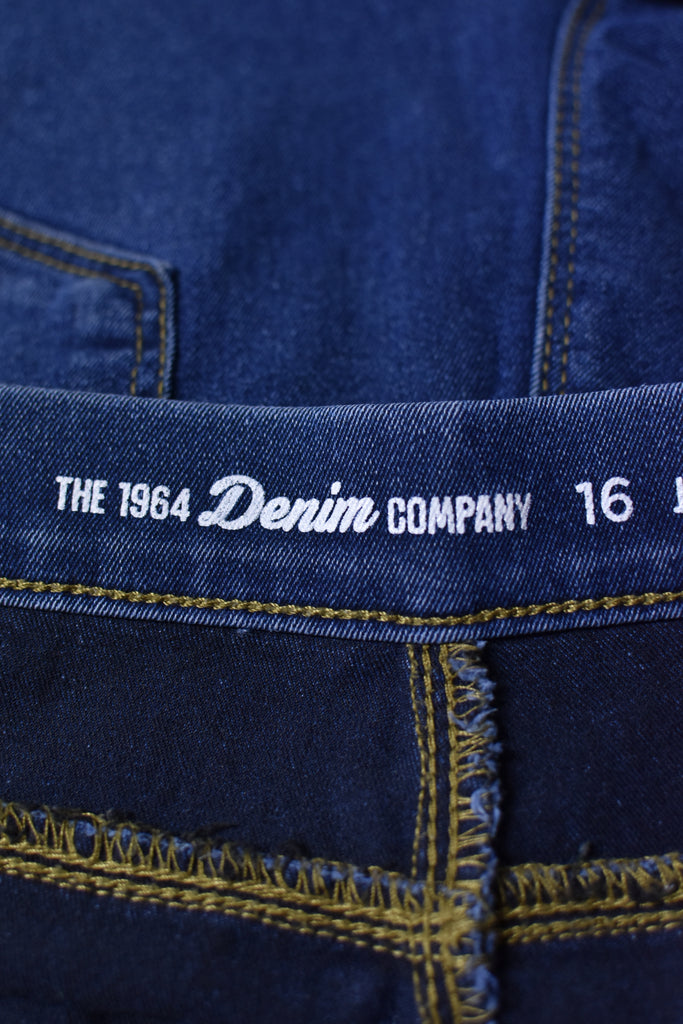 THE 1964 Denim COMPANY 16